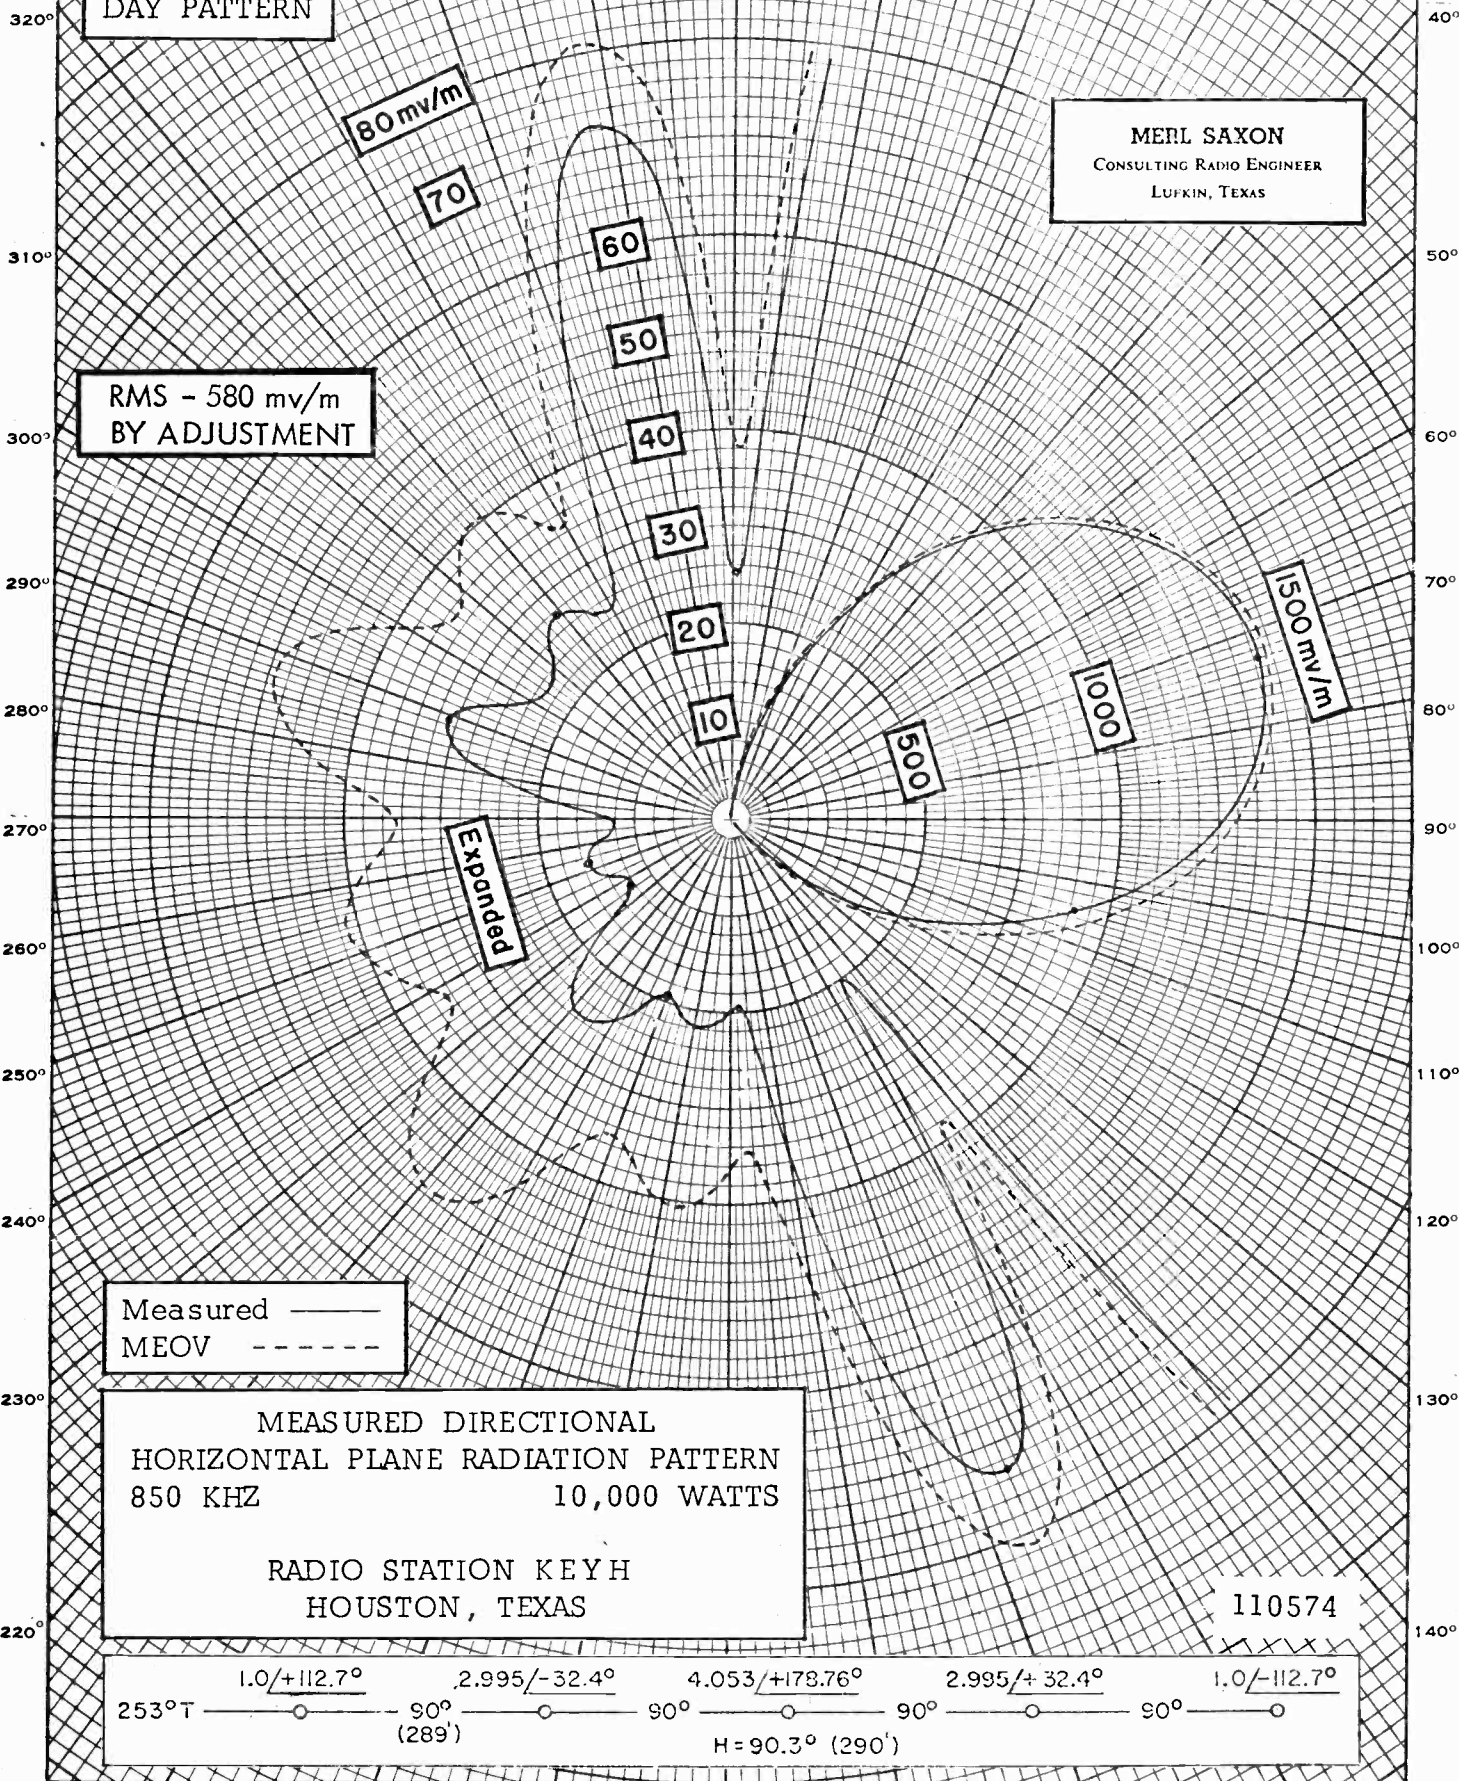 DAY PATTERN
320°
40°
80 mv/m
MERL SAXON
CONSULTING RADIO ENGINEER
LUFKIN, TEXAS
70
60
310°
50°
50
RMS - 580 mv/m
BY ADJUSTMENT
40
300°
60°
30
290°
70°
1500 mv/m
20
1000
280°
80°
10
500
270°
90°
Expanded
260°
100°
250°
110°
240°
120°
Measured
MEOV
230°
130°
MEASURED DIRECTIONAL
HORIZONTAL PLANE RADIATION PATTERN
850 KHZ 10,000 WATTS
RADIO STATION KEYH
HOUSTON, TEXAS
110574
220°
140°
1.0/+112.7° 2.995/-32.4° 4.053/+178.76° 2.995/+32.4° 1.0/-112.7°
253°T 90° 90° 90° 90°
(289')
H=90.3° (290')